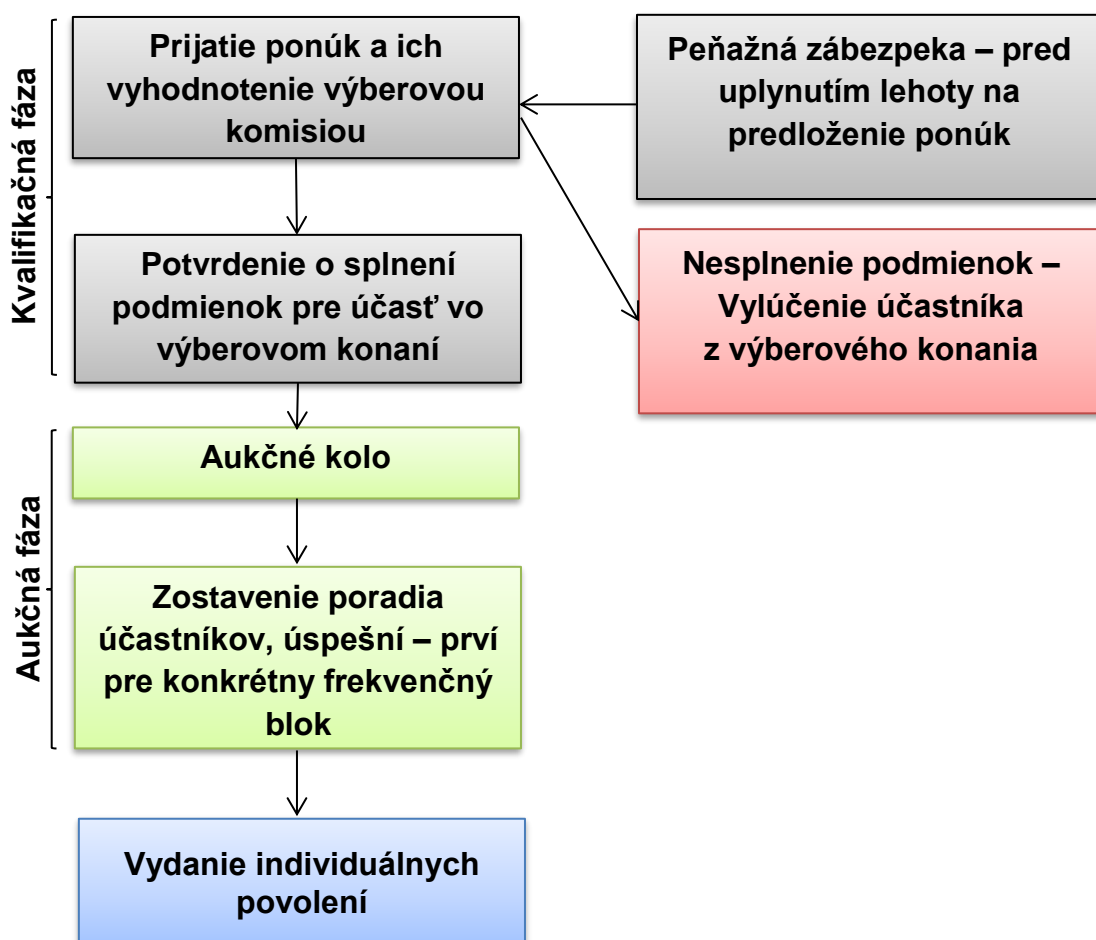 Kvalifikačná fáza
Prijatie ponúk a ich
vyhodnotenie výberovou
komisiou
Peňažná zábezpeka – pred
uplynutím lehoty na
predloženie ponúk
Potvrdenie o splnení
podmienok pre účasť vo
výberovom konaní
Nesplnenie podmienok –
Vylúčenie účastníka
z výberového konania
Aukčná fáza
Aukčné kolo
Zostavenie poradia
účastníkov, úspešní – prví
pre konkrétny frekvenčný
blok
Vydanie individuálnych
povolení